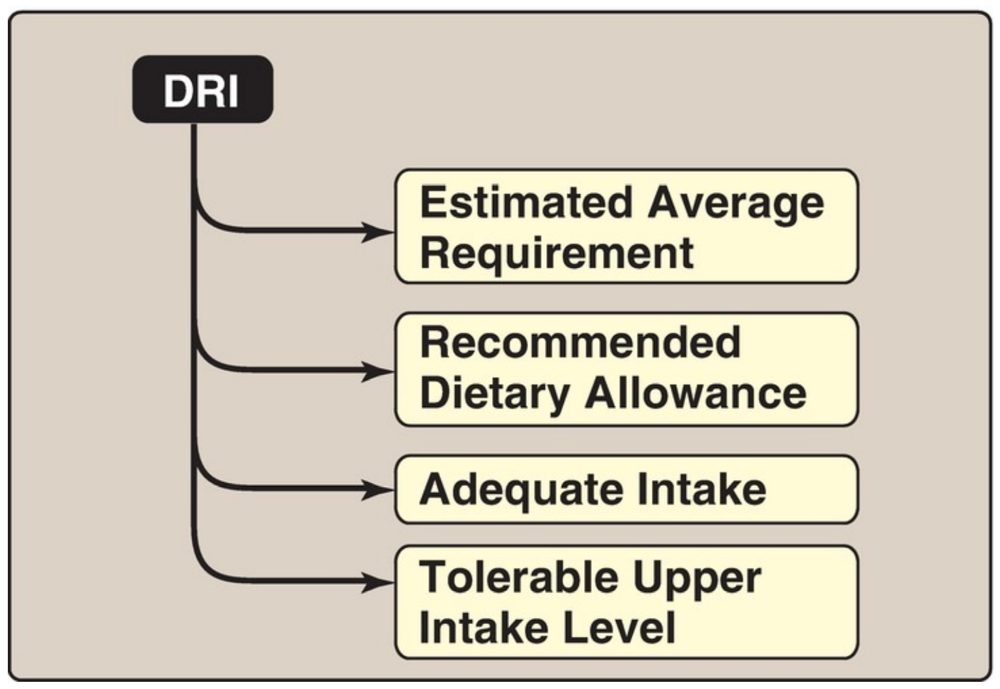 DRI
Estimated Average
Requirement
Recommended
Dietary Allowance
Adequate Intake
Tolerable Upper
Intake Level